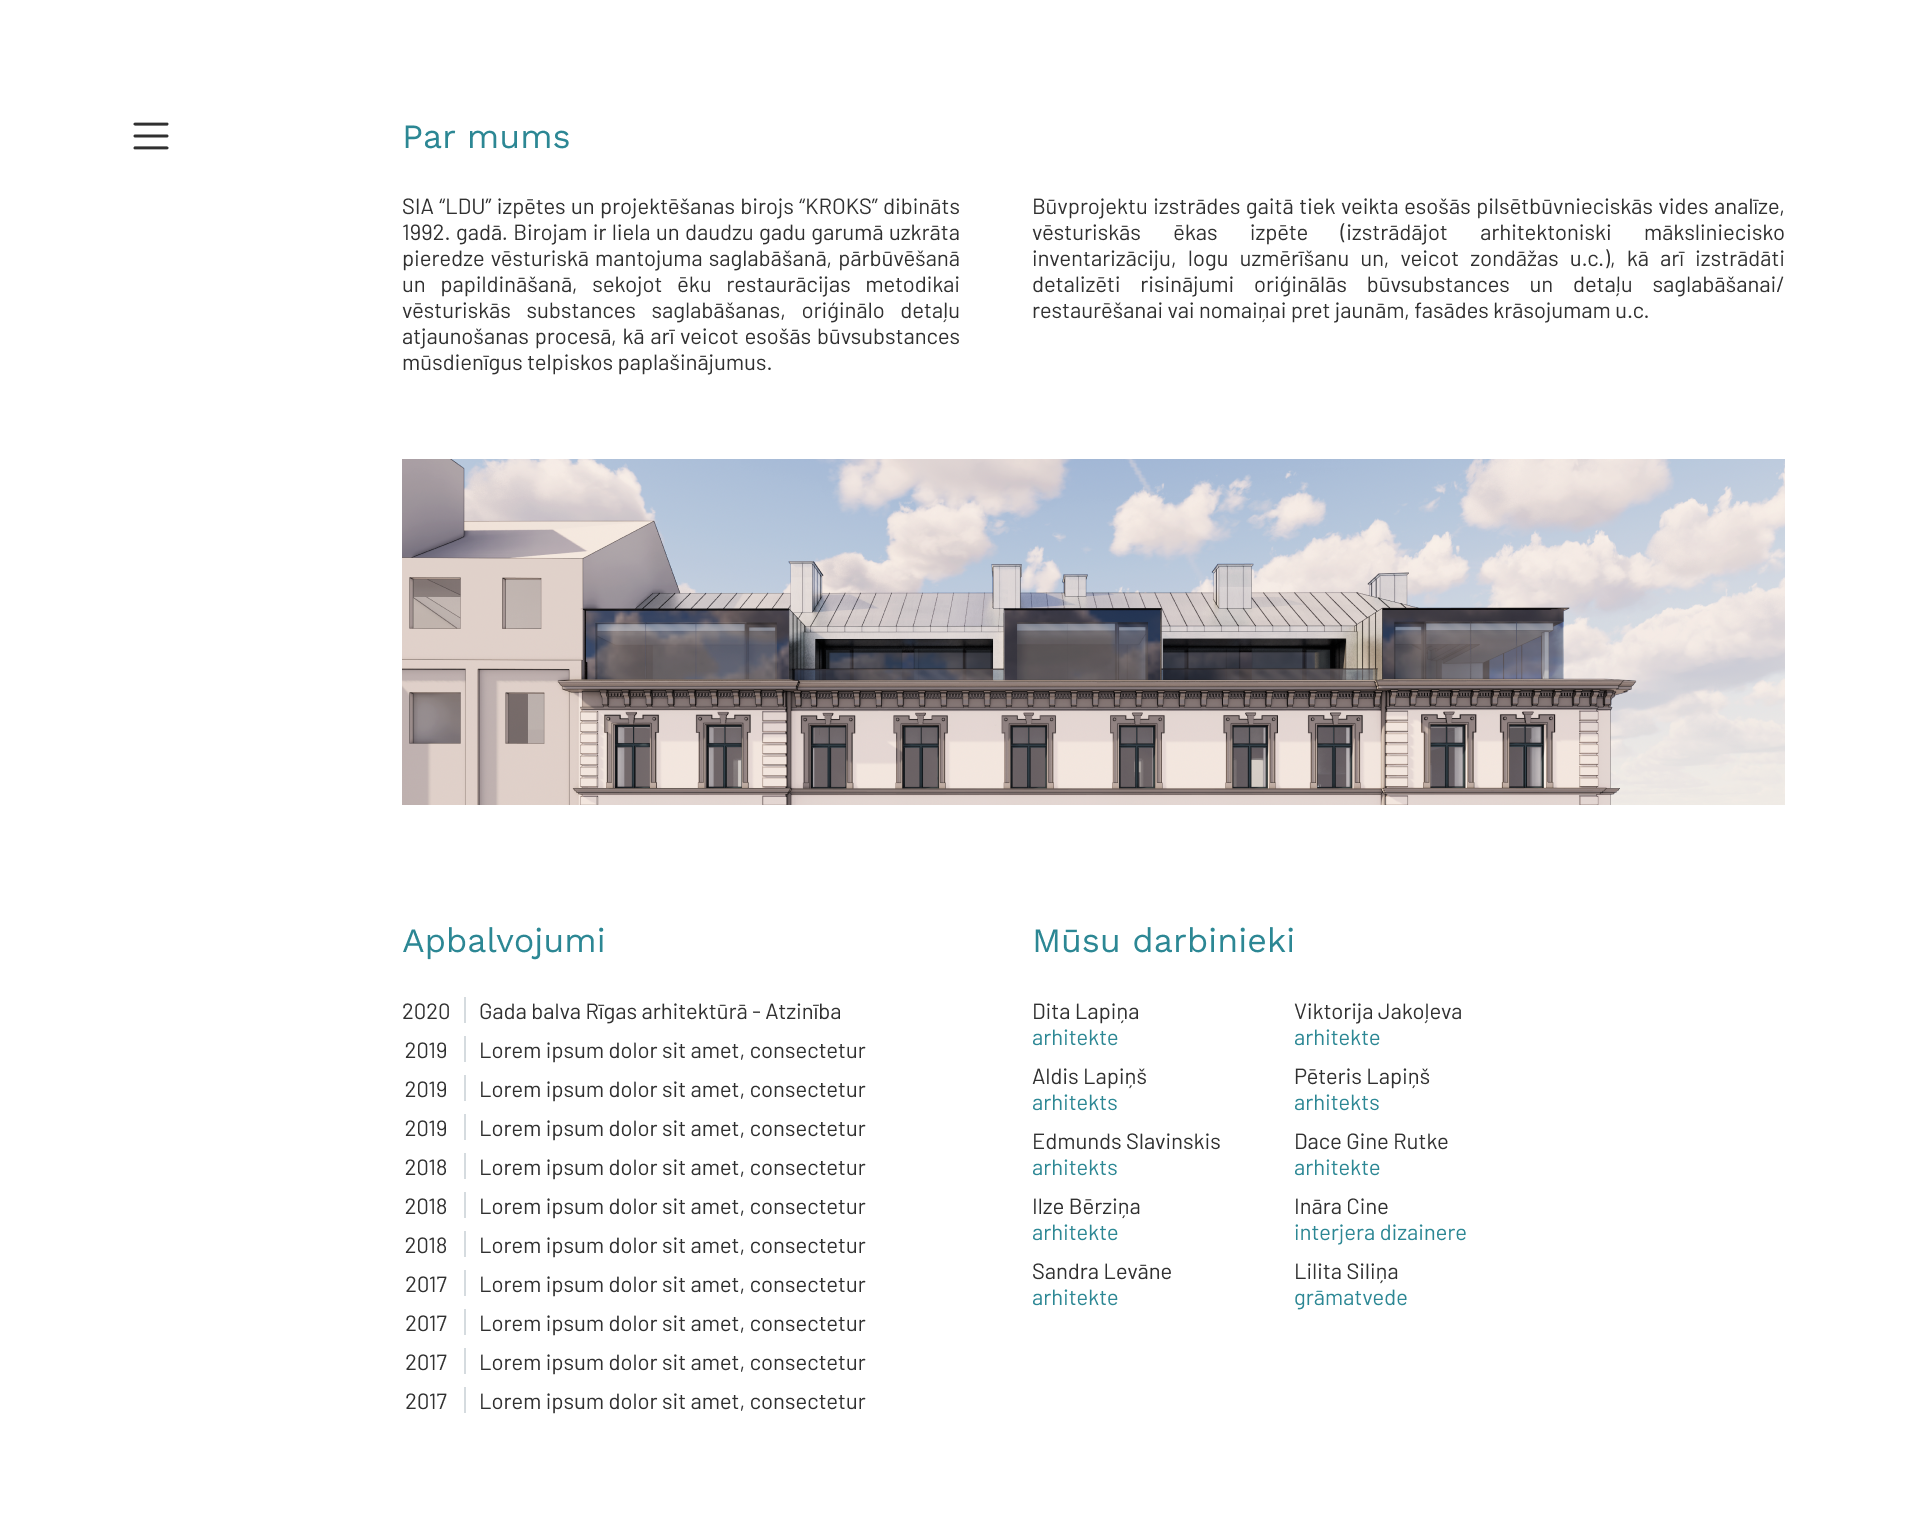 Par mums
SIA “LDU” izpētes un projektēšanas birojs “KROKS” dibināts
1992. gadā. Birojam ir liela un daudzu gadu garumā uzkrāta
pieredze vēsturiskā mantojuma saglabāšanā, pārbūvēšanā
un papildināšanā, sekojot ēku restaurācijas metodikai
vēsturiskās substances saglabāšanas, oriģinālo detaļu
atjaunošanas procesā, kā arī veicot esošās būvsubstances
mūsdienīgus telpiskos paplašinājumus.
Būvprojektu izstrādes gaitā tiek veikta esošās pilsētbūvnieciskās vides analīze,
vēsturiskās ēkas izpēte (izstrādājot arhitektoniski māksliniecisko
inventarizāciju, logu uzmērīšanu un, veicot zondāžas u.c.), kā arī izstrādāti
detalizēti risinājumi oriģinālās būvsubstances un detaļu saglabāšanai/
restaurēšanai vai nomaiņai pret jaunām, fasādes krāsojumam u.c.
Apbalvojumi
2020 Gada balva Rīgas arhitektūrā - Atzinība
2019 Lorem ipsum dolor sit amet, consectetur
2019 Lorem ipsum dolor sit amet, consectetur
2019 Lorem ipsum dolor sit amet, consectetur
2018 Lorem ipsum dolor sit amet, consectetur
2018 Lorem ipsum dolor sit amet, consectetur
2018 Lorem ipsum dolor sit amet, consectetur
2017 Lorem ipsum dolor sit amet, consectetur
2017 Lorem ipsum dolor sit amet, consectetur
2017 Lorem ipsum dolor sit amet, consectetur
2017 Lorem ipsum dolor sit amet, consectetur
Mūsu darbinieki
Dita Lapiņa
arhitekte
Aldis Lapiņš
arhitekts
Edmunds Slavinskis
arhitekts
Ilze Bērziņa
arhitekte
Sandra Levāne
arhitekte
Viktorija Jakoļeva
arhitekte
Pēteris Lapiņš
arhitekts
Dace Gine Rutke
arhitekte
Ināra Cine
interjera dizainere
Lilita Siliņa
grāmatvede